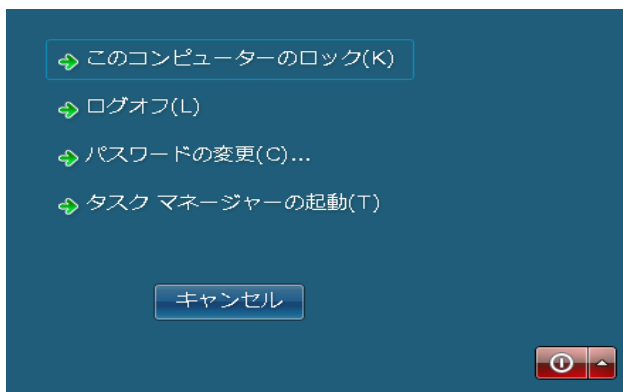 このコンピューターのロック(K)
ログオフ(L)
パスワードの変更(C)...
タスク マネージャーの起動(T)
キャンセル